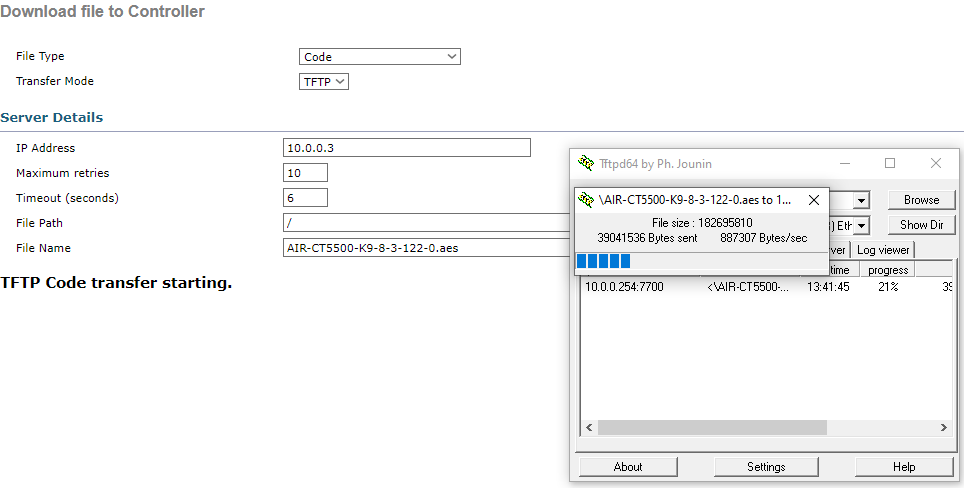 Download file to Controller
File Type Code
Transfer Mode TFTP
Server Details
IP Address 10.0.0.3
Maximum retries 10
Timeout (seconds) 6
File Path /
File Name AIR-CT5500-K9-8-3-122-0.aes
TFTP Code transfer starting.
Tftpd64 by Ph. Jounin
Browse
Show Dir
Log viewer
\AIR-CT5500-K9-8-3-122-0.aes to 1...
File size : 182695810
39041536 Bytes sent 887307 Bytes/sec
time progress
10.0.0.254:7700 <\AIR-CT5500-... 13:41:45 21% 39
About Settings Help